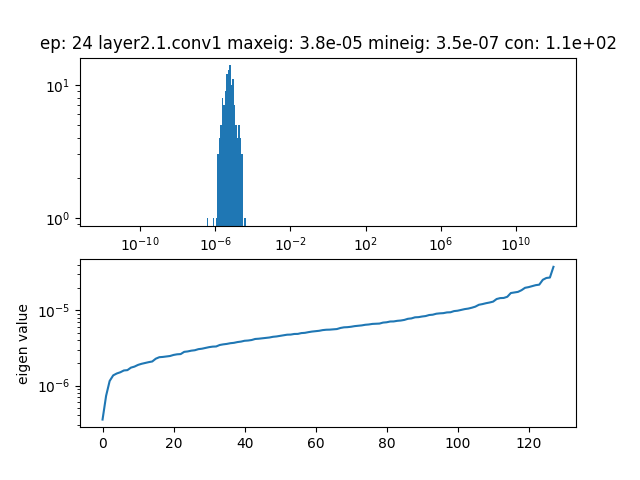 ep: 24 layer2.1.conv1 maxeig: 3.8e-05 mineig: 3.5e-07 con: 1.1e+02
10¹
10⁰
10⁻¹⁰ 10⁻⁶ 10⁻² 10² 10⁶ 10¹⁰
eigen value
10⁻⁵
10⁻⁶
0 20 40 60 80 100 120